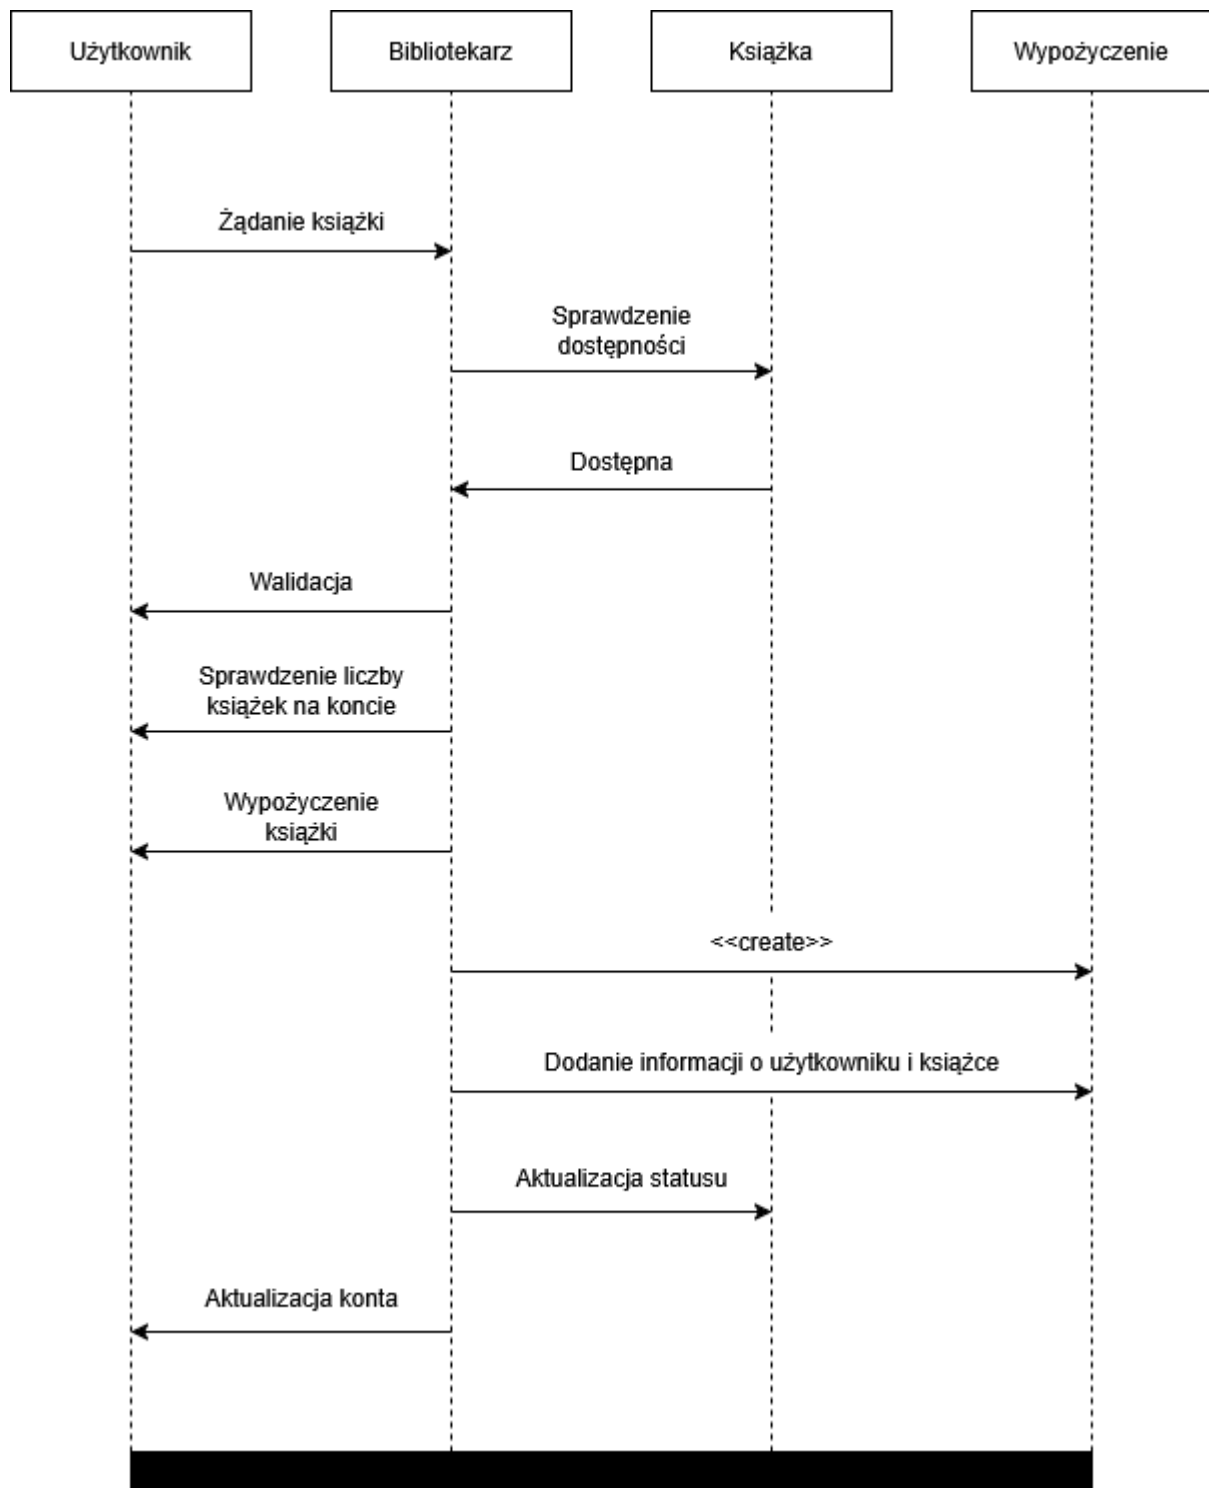 Użytkownik
Bibliotekarz
Książka
Wypożyczenie
Żądanie książki
Sprawdzenie
dostępności
Dostępna
Walidacja
Sprawdzenie liczby
książek na koncie
Wypożyczenie
książki
<<create>>
Dodanie informacji o użytkowniku i książce
Aktualizacja statusu
Aktualizacja konta